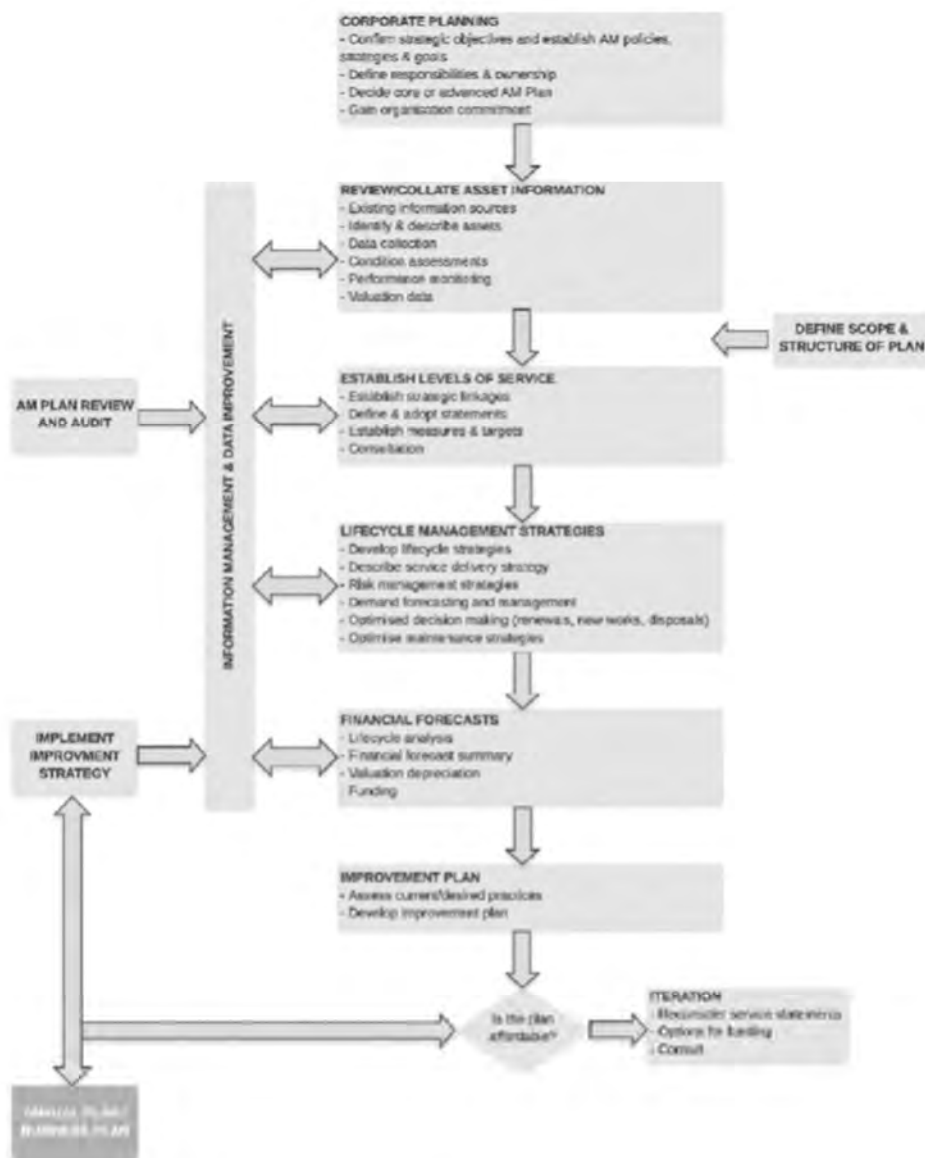 CORPORATE PLANNING
- Confirm strategic objectives and establish AM policies,
strategies & goals
- Define responsibilities & ownership
- Decide core or advanced AM Plan
- Gain organisation commitment
REVIEW/COLLATE ASSET INFORMATION
- Existing information sources
- Identify & describe assets
- Data collection
- Condition assessments
- Performance monitoring
- Valuation data
DEFINE SCOPE &
STRUCTURE OF PLAN
INFORMATION MANAGEMENT & DATA IMPROVEMENT
AM PLAN REVIEW
AND AUDIT
ESTABLISH LEVELS OF SERVICE
- Establish strategic linkages
- Define & adopt statements
- Establish measures & targets
- Consultation
LIFECYCLE MANAGEMENT STRATEGIES
- Develop lifecycle strategies
- Describe service delivery strategy
- Risk management strategies
- Demand forecasting and management
- Optimised decision making (renewals, new works, disposals)
- Optimise maintenance strategies
IMPLEMENT
IMPROVMENT
STRATEGY
FINANCIAL FORECASTS
- Lifecycle analysis
- Financial forecast summary
- Valuation depreciation
Funding
IMPROVEMENT PLAN
- Assess current/desired practices
- Develop improvement plan
Is the plan
affordable?
ITERATION
- Reconsider service statements
- Options for funding
- Consult
ANNUAL PLAN /
BUSINESS PLAN